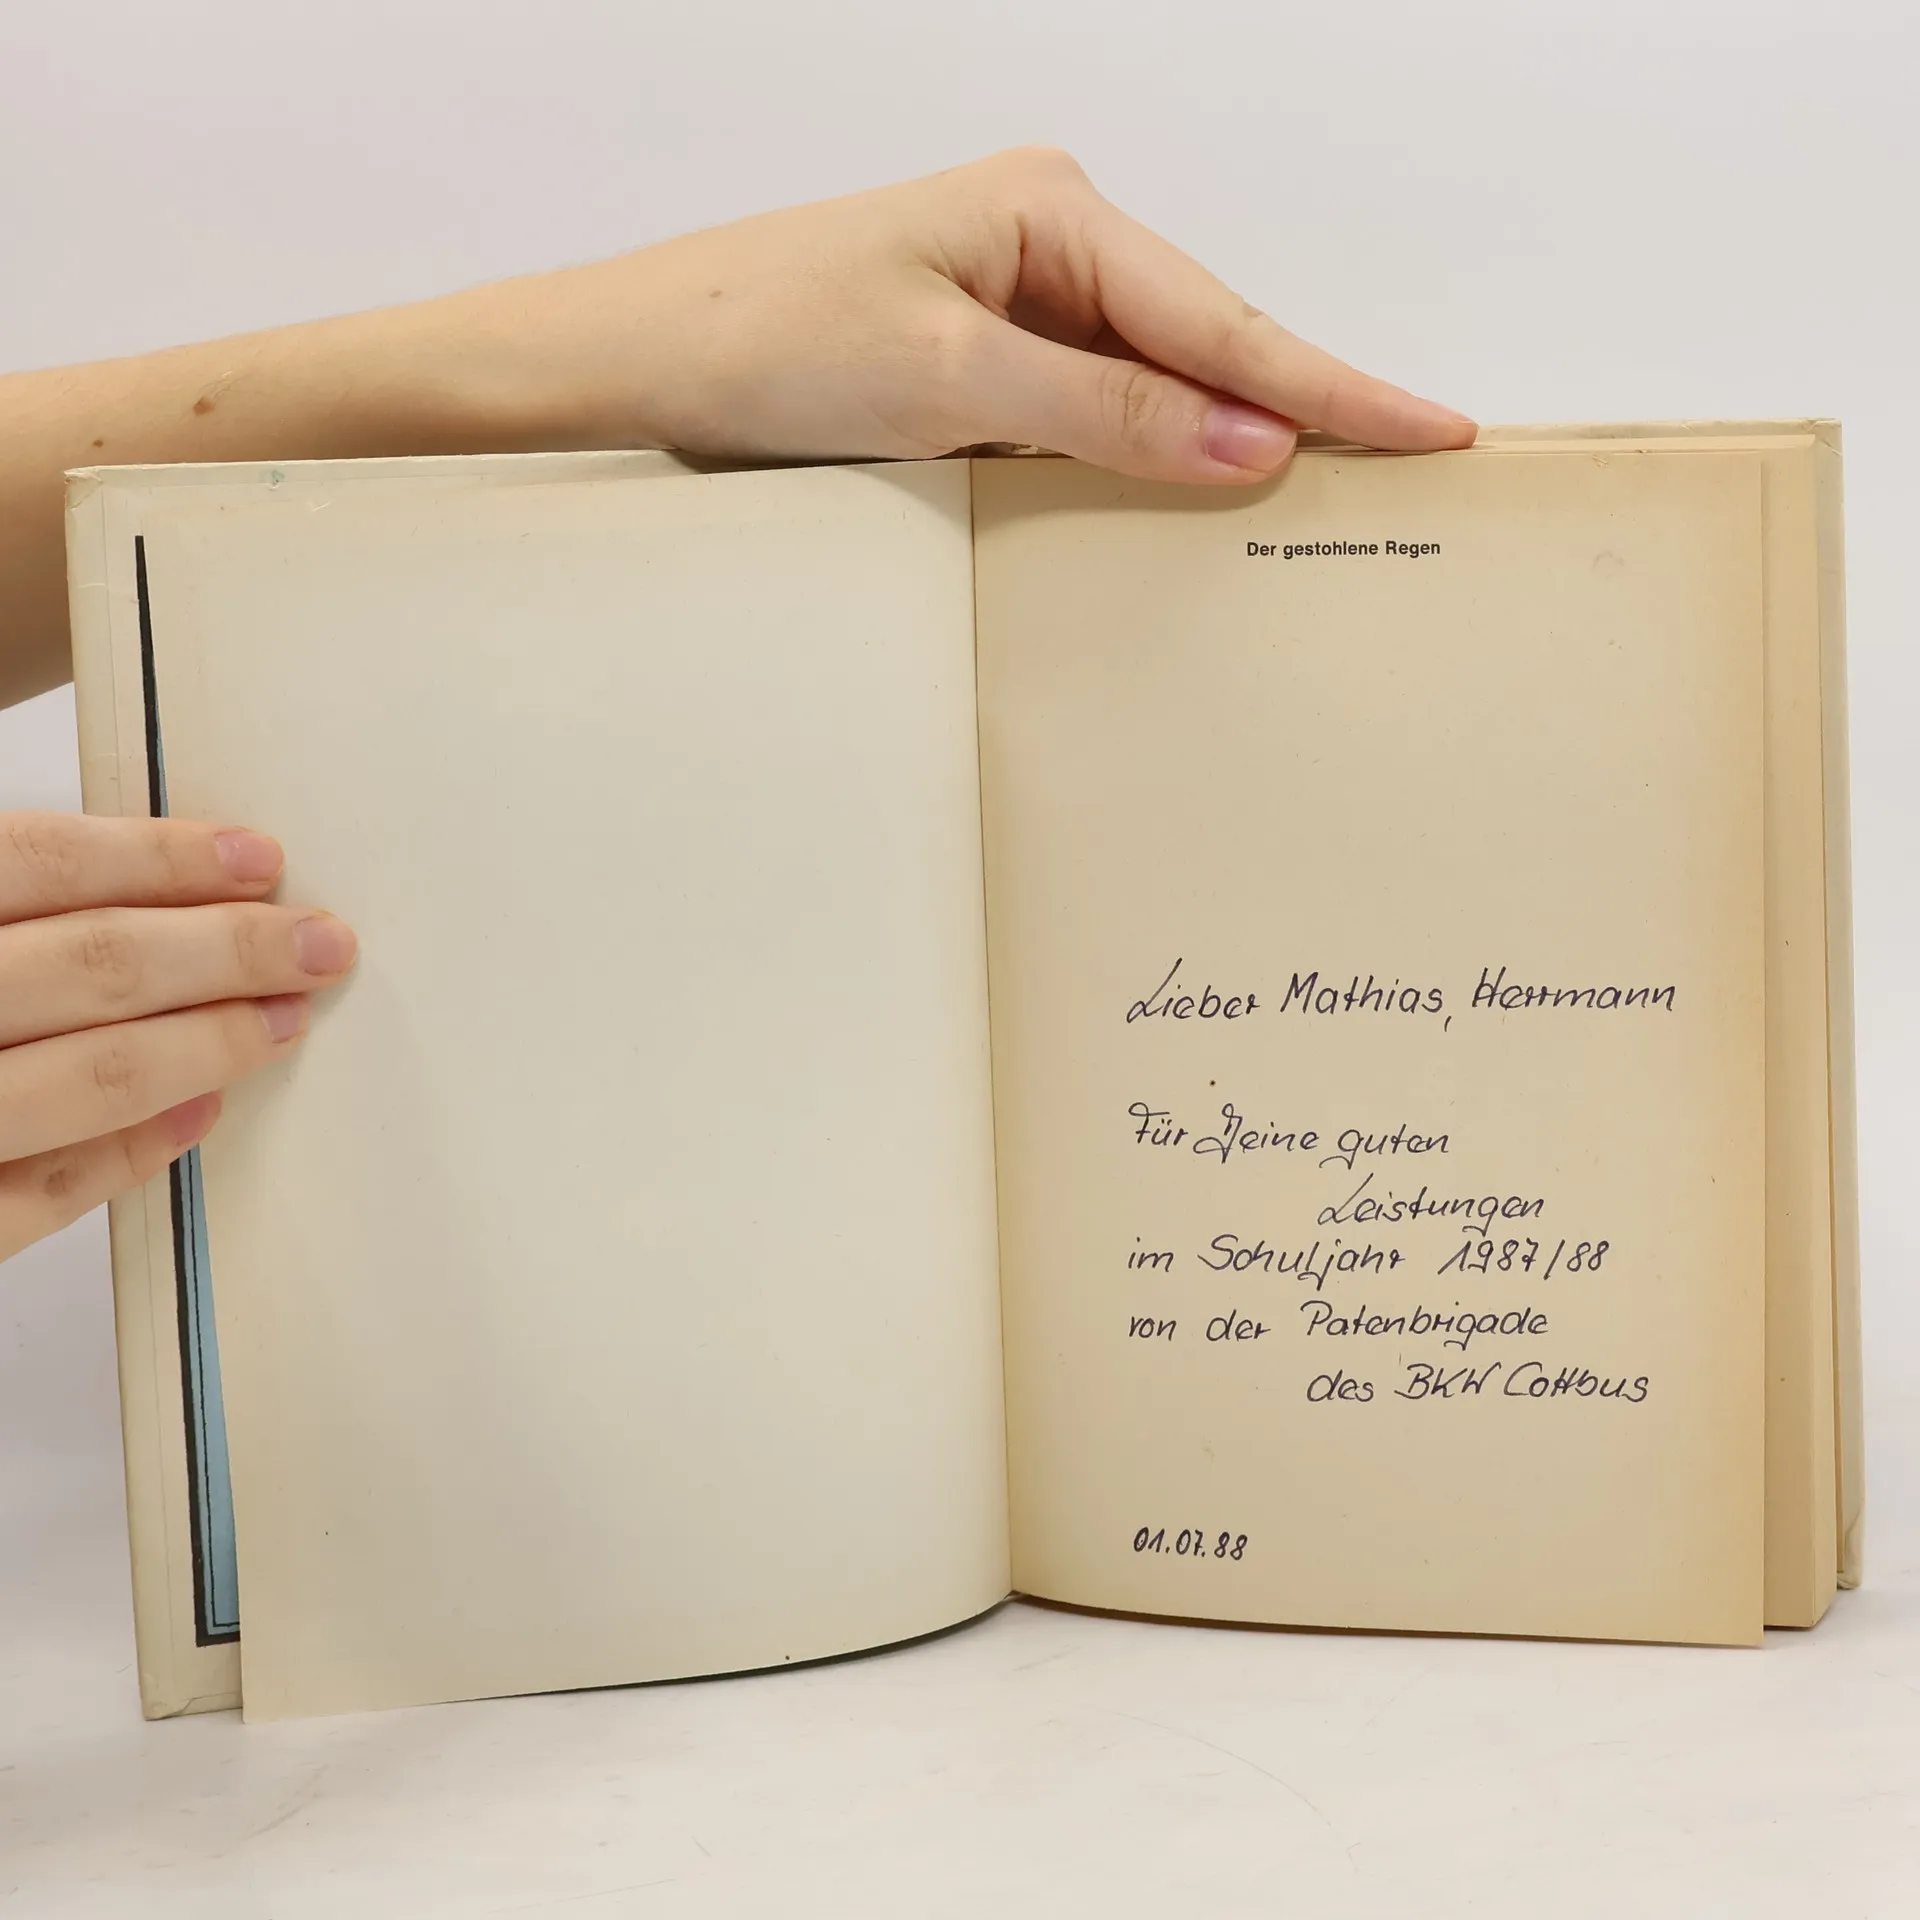 Der gestohlene Regen
Lieber Mathias, Herrmann
Für Deine guten
Leistungen
im Schuljahr 1987/88
von der Patenbrigade
des BKW Cottbus
01.07.88